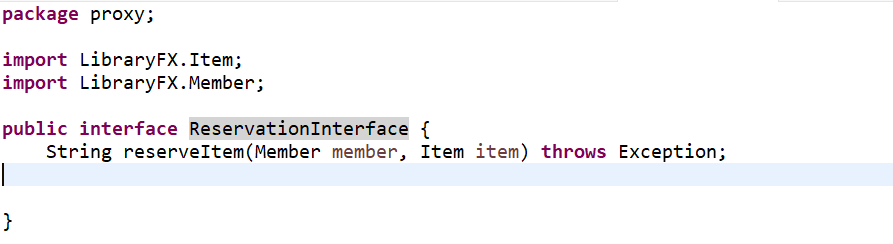 package proxy;
import LibraryFX.Item;
import LibraryFX.Member;
public interface ReservationInterface {
String reserveItem(Member member, Item item) throws Exception;
}